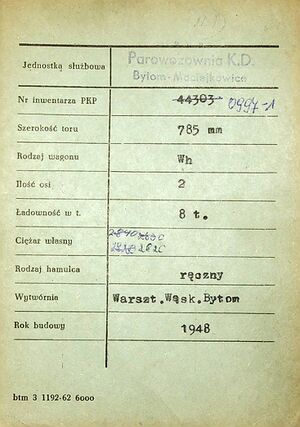 Jednostka służbowa Parowozownia K.D.
Bytom-Maciejkowice
Nr inwentarza PKP 44303 0997-1
Szerokość toru 785 mm
Rodzaj wagonu Wh
Ilość osi 2
Ładowność w t. 8 t.
Ciężar własny
Rodzaj hamulca ręczny
Wytwórnia Warszt.Wąsk.Bytom
Rok budowy 1948
btm 3 1192-62 6000